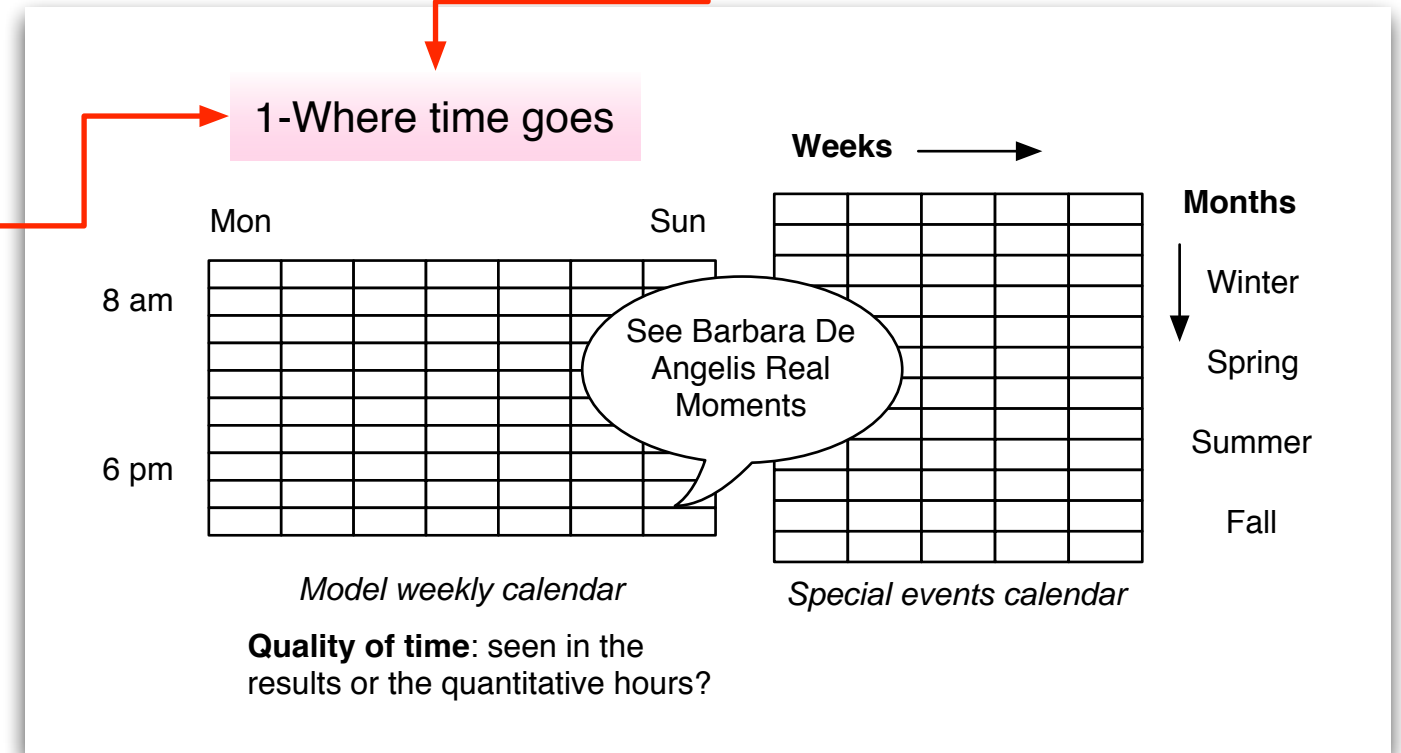 1-Where time goes
Weeks
Months
Mon
Sun
8 am
6 pm
See Barbara De
Angelis Real
Moments
Winter
Spring
Summer
Fall
Model weekly calendar
Special events calendar
Quality of time: seen in the
results or the quantitative hours?